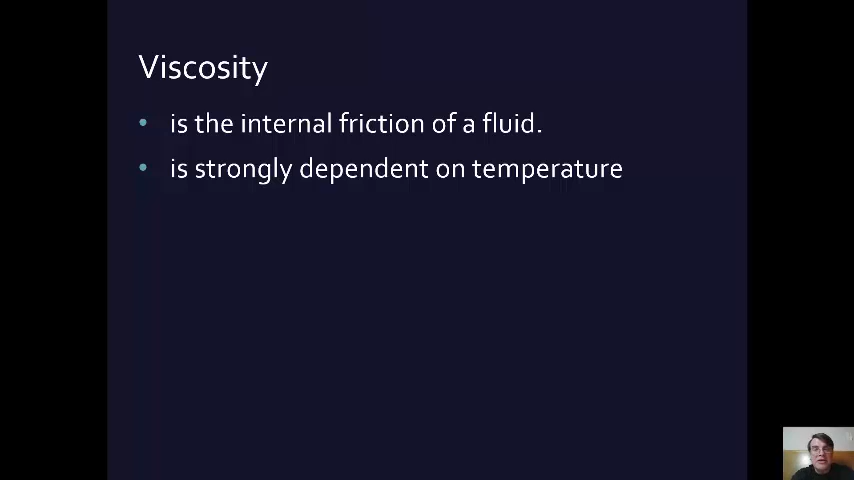 Viscosity
• is the internal friction of a fluid.
• is strongly dependent on temperature